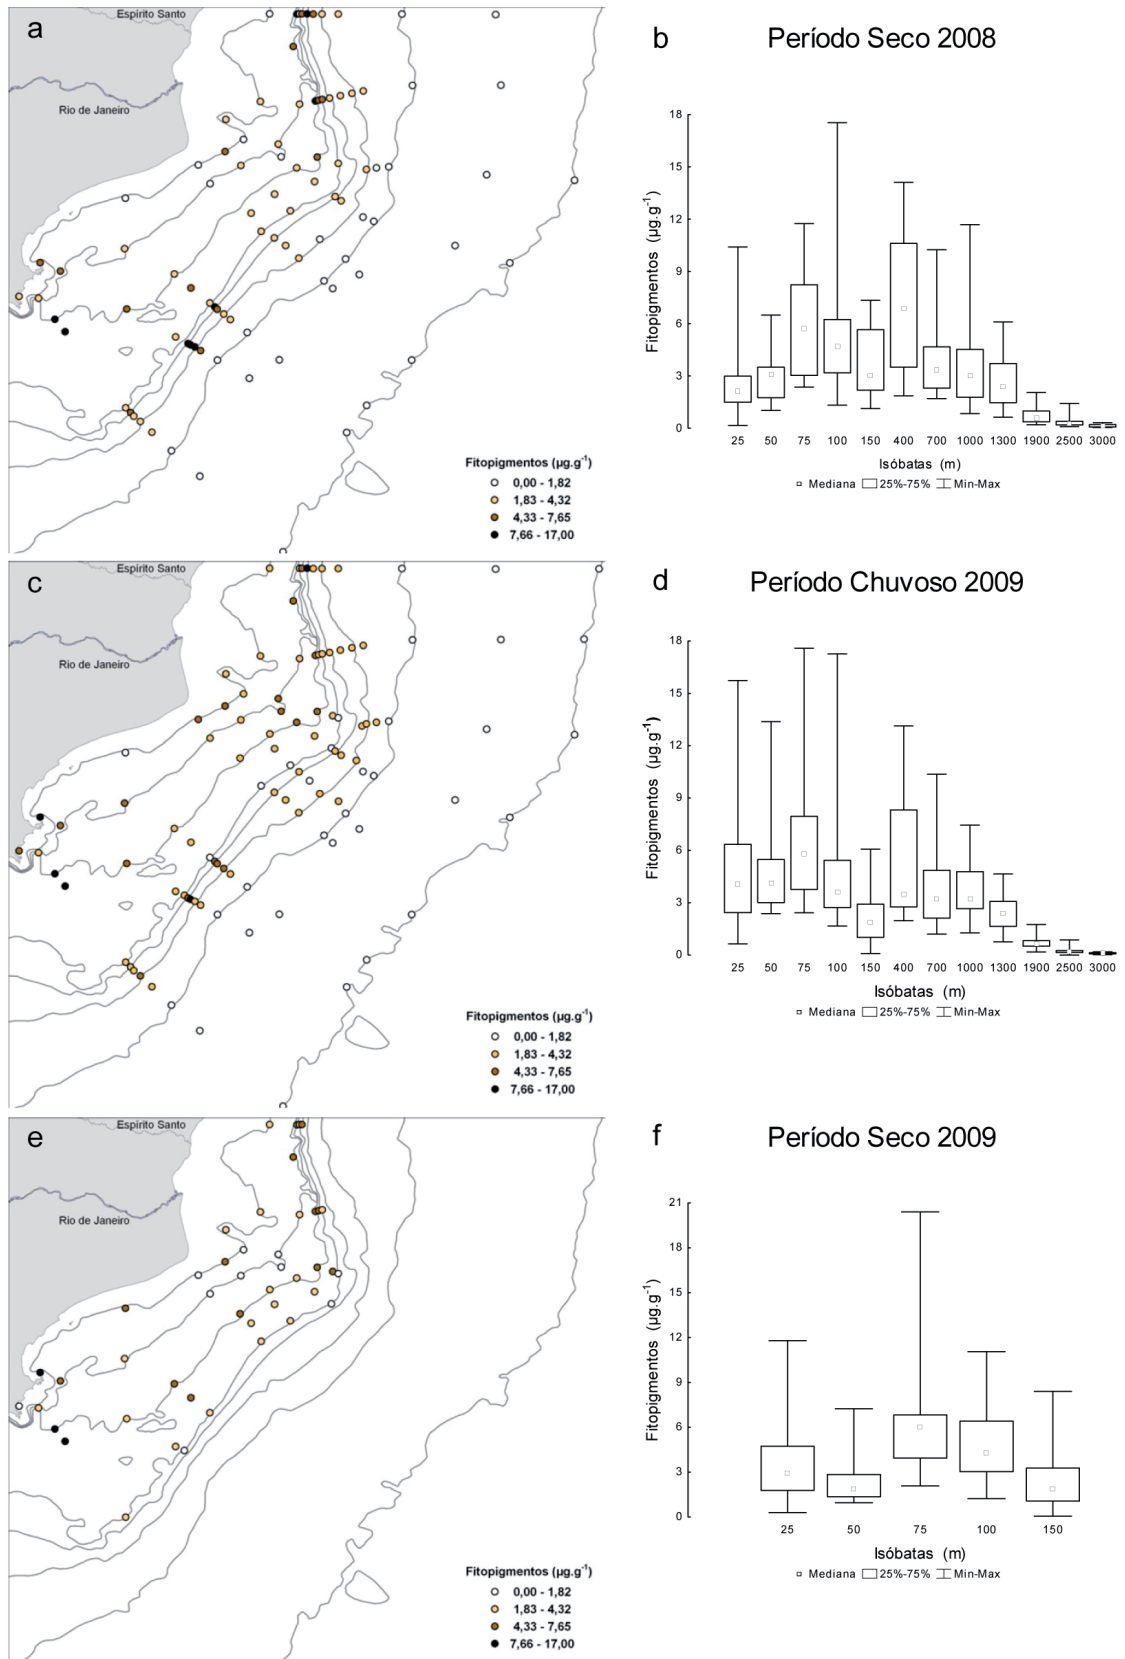 a
Espírito Santo
Rio de Janeiro
Fitopigmentos (µg.g-1)
0,00 - 1,82
1,83 - 4,32
4,33 - 7,65
7,66 - 17,00
b
Período Seco 2008
Fitopigmentos (µg.g-1)
18
15
12
9
6
3
0
25 50 75 100 150 400 700 1000 1300 1900 2500 3000
Isóbatas (m)
Mediana 25%-75% Min-Max
c
Espírito Santo
Rio de Janeiro
Fitopigmentos (µg.g-1)
0,00 - 1,82
1,83 - 4,32
4,33 - 7,65
7,66 - 17,00
d
Período Chuvoso 2009
Fitopigmentos (µg.g-1)
18
15
12
9
6
3
0
25 50 75 100 150 400 700 1000 1300 1900 2500 3000
Isóbatas (m)
Mediana 25%-75% Min-Max
e
Espírito Santo
Rio de Janeiro
Fitopigmentos (µg.g-1)
0,00 - 1,82
1,83 - 4,32
4,33 - 7,65
7,66 - 17,00
f
Período Seco 2009
Fitopigmentos (µg.g-1)
21
18
15
12
9
6
3
0
25 50 75 100 150
Isóbatas (m)
Mediana 25%-75% Min-Max